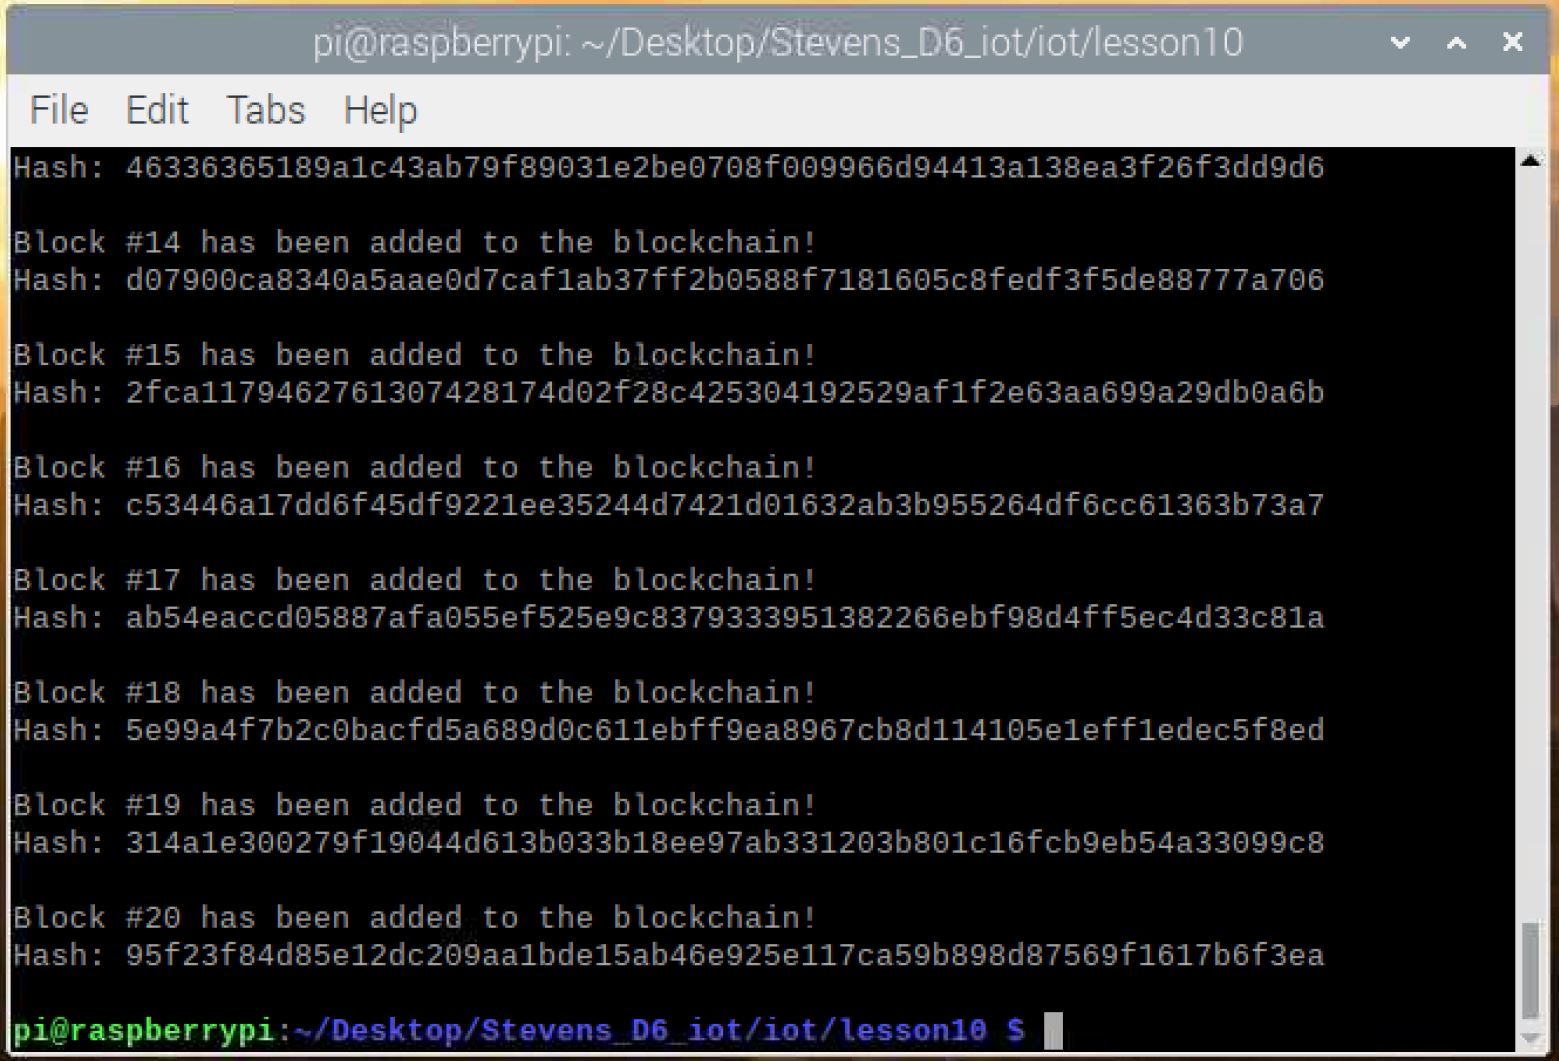 pi@raspberrypi: ~/Desktop/Stevens_D6_iot/iot/lesson10
File Edit Tabs Help
Hash: 46336365189a1c43ab79f89031e2be0708f009966d94413a138ea3f26f3dd9d6
Block #14 has been added to the blockchain!
Hash: d07900ca8340a5aae0d7caf1ab37ff2b0588f7181605c8fedf3f5de88777a706
Block #15 has been added to the blockchain!
Hash: 2fca1179462761307428174d02f28c425304192529af1f2e63aa699a29db0a6b
Block #16 has been added to the blockchain!
Hash: c53446a17dd6f45df9221ee35244d7421d01632ab3b955264df6cc61363b73a7
Block #17 has been added to the blockchain!
Hash: ab54eaccd05887afa055ef525e9c8379333951382266ebf98d4ff5ec4d33c81a
Block #18 has been added to the blockchain!
Hash: 5e99a4f7b2c0bacfd5a689d0c611ebff9ea8967cb8d114105e1eff1edec5f8ed
Block #19 has been added to the blockchain!
Hash: 314a1e300279f19044d613b033b18ee97ab331203b801c16fcb9eb54a33099c8
Block #20 has been added to the blockchain!
Hash: 95f23f84d85e12dc209aa1bde15ab46e925e117ca59b898d87569f1617b6f3ea
pi@raspberrypi:~/Desktop/Stevens_D6_iot/iot/lesson10 $